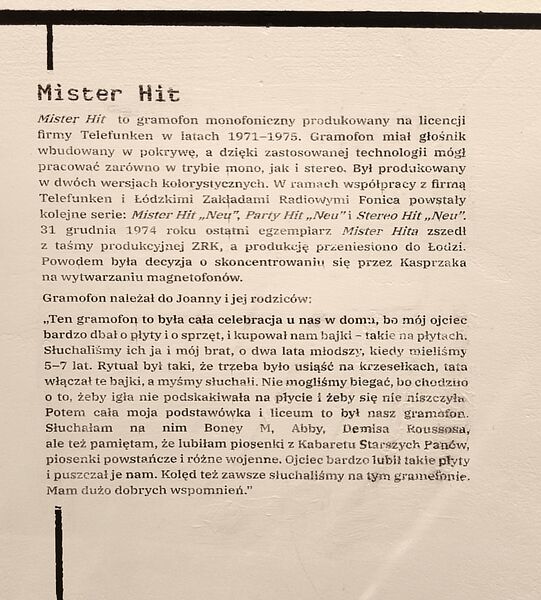 Mister Hit
Mister Hit to gramofon monofoniczny produkowany na licencji
firmy Telefunken w latach 1971–1975. Gramofon miał głośnik
wbudowany w pokrywę, a dzięki zastosowanej technologii mógł
pracować zarówno w trybie mono, jak i stereo. Był produkowany
w dwóch wersjach kolorystycznych. W ramach współpracy z firmą
Telefunken i Łódzkimi Zakładami Radiowymi Fonica powstały
kolejne serie: Mister Hit „Neu”, Party Hit „Neu” i Stereo Hit „Neu”.
31 grudnia 1974 roku ostatni egzemplarz Mister Hita zszedł
z taśmy produkcyjnej ZRK, a produkcję przeniesiono do Łodzi.
Powodem była decyzja o skoncentrowaniu się przez Kasprzaka
na wytwarzaniu magnetofonów.
Gramofon należał do Joanny i jej rodziców:
„Ten gramofon to była cała celebracja u nas w domu, bo mój ojciec
bardzo dbał o płyty i o sprzęt, i kupował nam bajki – takie na płytach.
Słuchaliśmy ich ja i mój brat, o dwa lata młodszy, kiedy mieliśmy
5–7 lat. Rytuał był taki, że trzeba było usiąść na krzesełkach, tata
włączał te bajki, a myśmy słuchali. Nie mogliśmy biegać, bo chodziło
o to, żeby igła nie podskakiwała na płycie i żeby się nie niszczyła.
Potem cała moja podstawówka i liceum to był nasz gramofon.
Słuchałam na nim Boney M, Abby, Demisa Roussosa,
ale też pamiętam, że lubiłam piosenki z Kabaretu Starszych Panów,
piosenki powstańcze i różne wojenne. Ojciec bardzo lubił takie płyty
i puszczał je nam. Kolęd też zawsze słuchaliśmy na tym gramofonie.
Mam dużo dobrych wspomnień.”